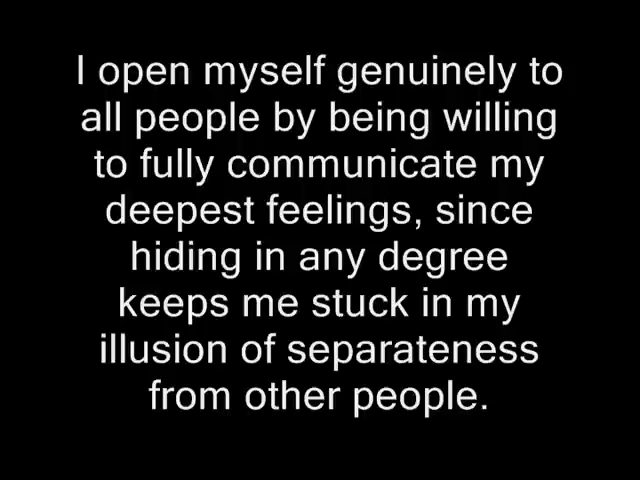 I open myself genuinely to
all people by being willing
to fully communicate my
deepest feelings, since
hiding in any degree
keeps me stuck in my
illusion of separateness
from other people.